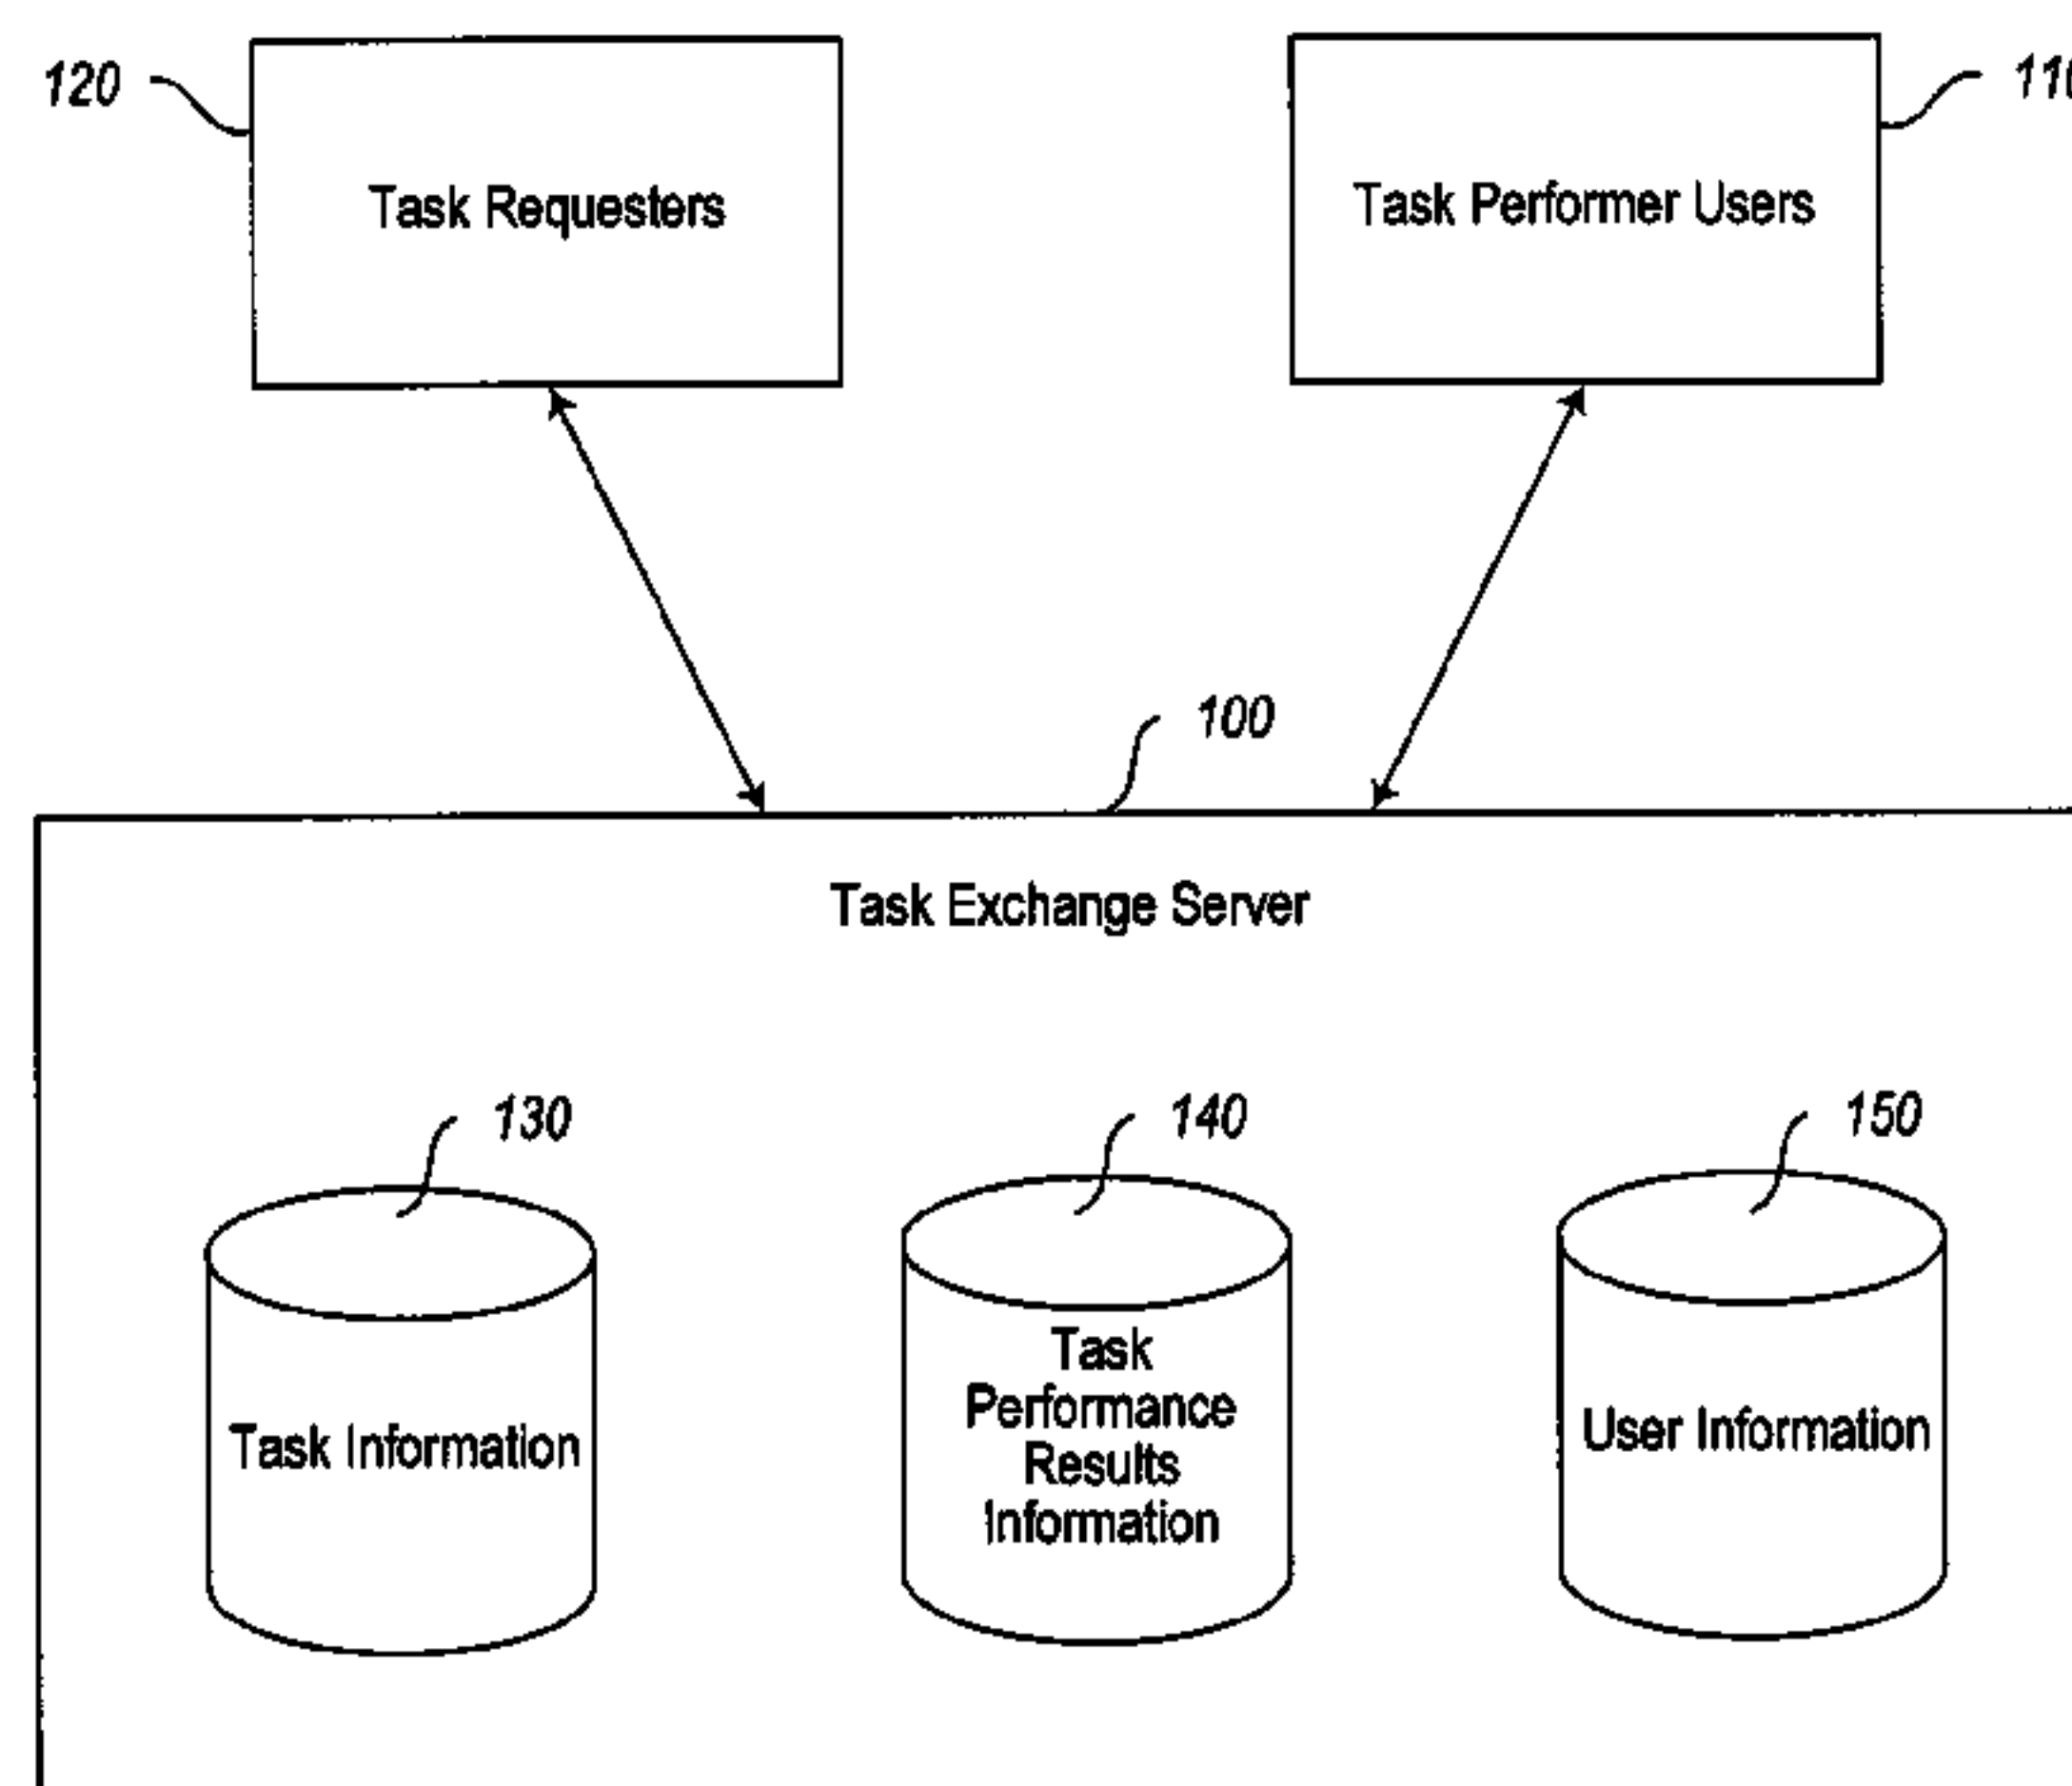 120
110
Task Requesters
Task Performer Users
100
Task Exchange Server
130
140
150
Task Information
Task
Performance
Results
Information
User Information